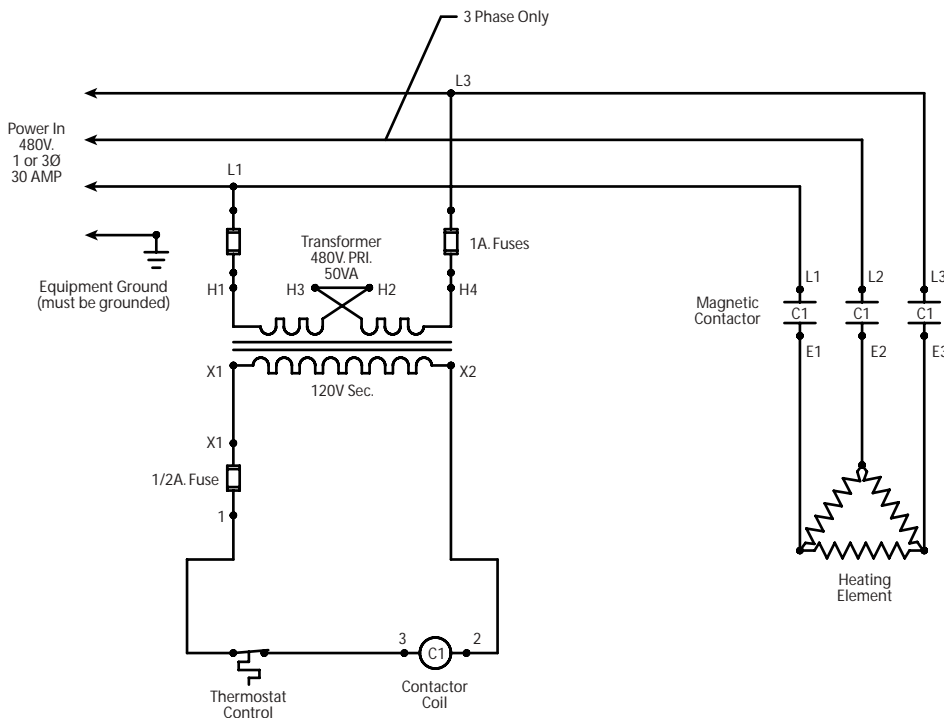 3 Phase Only
L3
Power In
480V.
1 or 3Ø
30 AMP
L1
Transformer
480V. PRI.
50VA
1A. Fuses
Equipment Ground
(must be grounded)
H1
H3
H2
H4
L1
L2
L3
Magnetic
Contactor
C1
C1
C1
E1
E2
E3
X1
X2
120V Sec.
X1
1/2A. Fuse
1
Heating
Element
3
C1
2
Thermostat
Control
Contactor
Coil